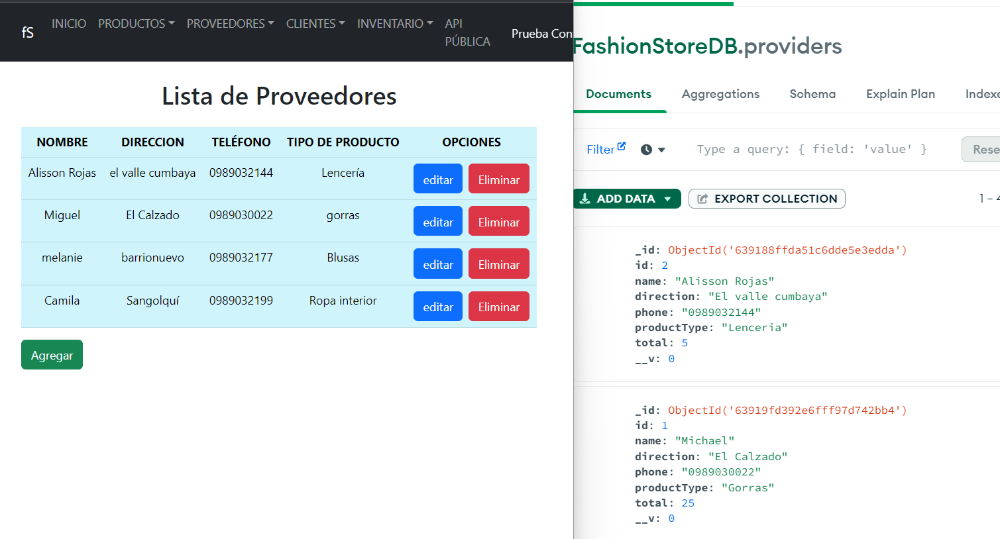 fS INICIO PRODUCTOS PROVEEDORES CLIENTES INVENTARIO API PÚBLICA Prueba Con
Lista de Proveedores
NOMBRE DIRECCION TELÉFONO TIPO DE PRODUCTO OPCIONES
Alisson Rojas el valle cumbaya 0989032144 Lencería editar Eliminar
Miguel El Calzado 0989030022 gorras editar Eliminar
melanie barrionuevo 0989032177 Blusas editar Eliminar
Camila Sangolquí 0989032199 Ropa interior editar Eliminar
Agregar
FashionStoreDB.providers
Documents Aggregations Schema Explain Plan Indexe
Filter Type a query: { field: 'value' } Rese
ADD DATA EXPORT COLLECTION 1 – 4
_id: ObjectId('639188ffda51c6dde5e3edda')
id: 2
name: "Alisson Rojas"
direction: "El valle cumbaya"
phone: "0989032144"
productType: "Lenceria"
total: 5
__v: 0
_id: ObjectId('63919fd392e6fff97d742bb4')
id: 1
name: "Michael"
direction: "El Calzado"
phone: "0989030022"
productType: "Gorras"
total: 25
__v: 0